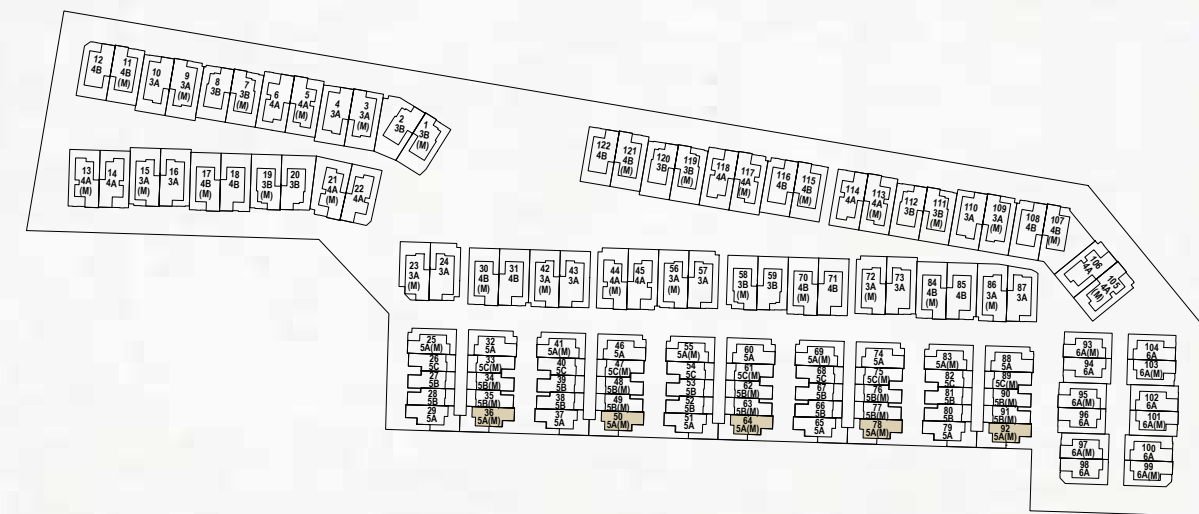 12
4B
11
4B
(M)
10
3A
9
3A
(M)
8
3B
7
3B
(M)
6
4A
5
4A
(M)
4
3A
3
3A
(M)
2
3B
1
3B
(M)
13
4A
(M)
14
4A
15
3A
(M)
16
3A
17
4B
(M)
18
4B
19
3B
(M)
20
3B
21
4A
(M)
22
4A
122
4B
121
4B
(M)
120
3B
119
3B
(M)
118
4A
117
4A
(M)
116
4B
115
4B
(M)
114
4A
113
4A
(M)
112
3B
111
3B
(M)
110
3A
109
3A
(M)
108
4B
107
4B
(M)
106
4A
105
4A
(M)
23
3A
(M)
24
3A
30
4B
(M)
31
4B
42
3A
(M)
43
3A
44
4A
(M)
45
4A
56
3A
(M)
57
3A
58
3B
(M)
59
3B
70
4B
(M)
71
4B
72
3A
(M)
73
3A
84
4B
(M)
85
4B
86
3A
(M)
87
3A
25
5A(M)
26
5C
27
5B
28
5B
29
5A
32
5A
33
5C(M)
34
5B(M)
35
5B(M)
36
5A(M)
41
5A(M)
40
5C
39
5B
38
5B
37
5A
46
5A
47
5C(M)
48
5B(M)
49
5B(M)
50
5A(M)
55
5A(M)
54
5C
53
5B
52
5B
51
5A
60
5A
61
5C(M)
62
5B(M)
63
5B(M)
64
5A(M)
69
5A(M)
68
5C
67
5B
66
5B
65
5A
74
5A
75
5C(M)
76
5B(M)
77
5B(M)
78
5A(M)
83
5A(M)
82
5C
81
5B
80
5B
79
5A
88
5A
89
5C(M)
90
5B(M)
91
5B(M)
92
5A(M)
93
6A(M)
94
6A
95
6A(M)
96
6A
97
6A(M)
98
6A
104
6A
103
6A(M)
102
6A
101
6A(M)
100
6A
99
6A(M)